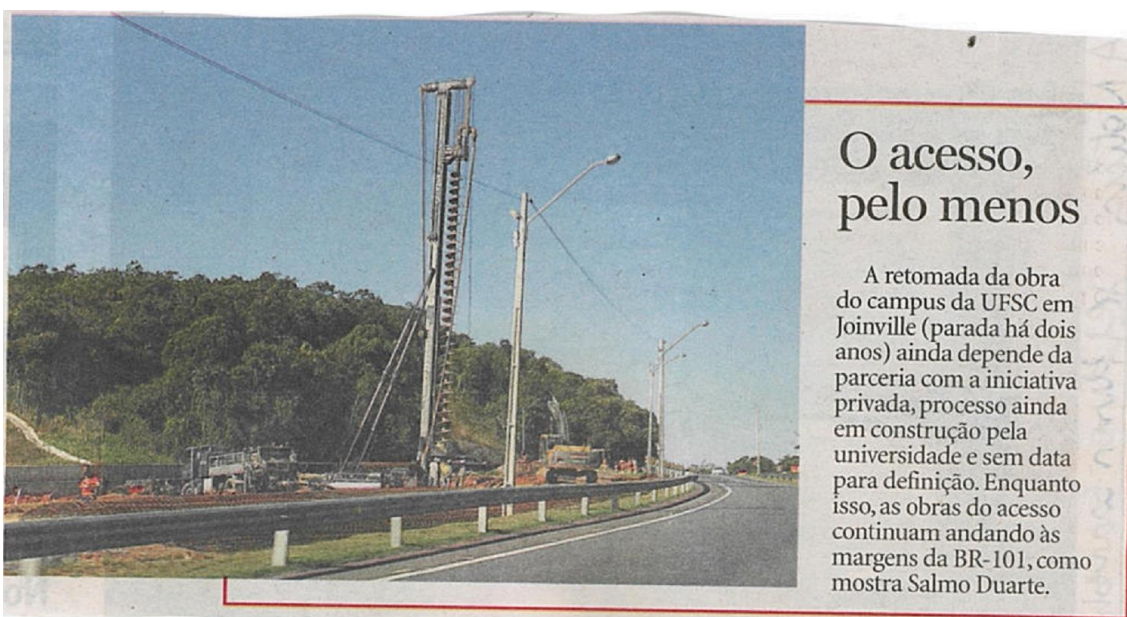 O acesso,
pelo menos
A retomada da obra
do campus da UFSC em
Joinville (parada há dois
anos) ainda depende da
parceria com a iniciativa
privada, processo ainda
em construção pela
universidade e sem data
para definição. Enquanto
isso, as obras do acesso
continuam andando às
margens da BR-101, como
mostra Salmo Duarte.